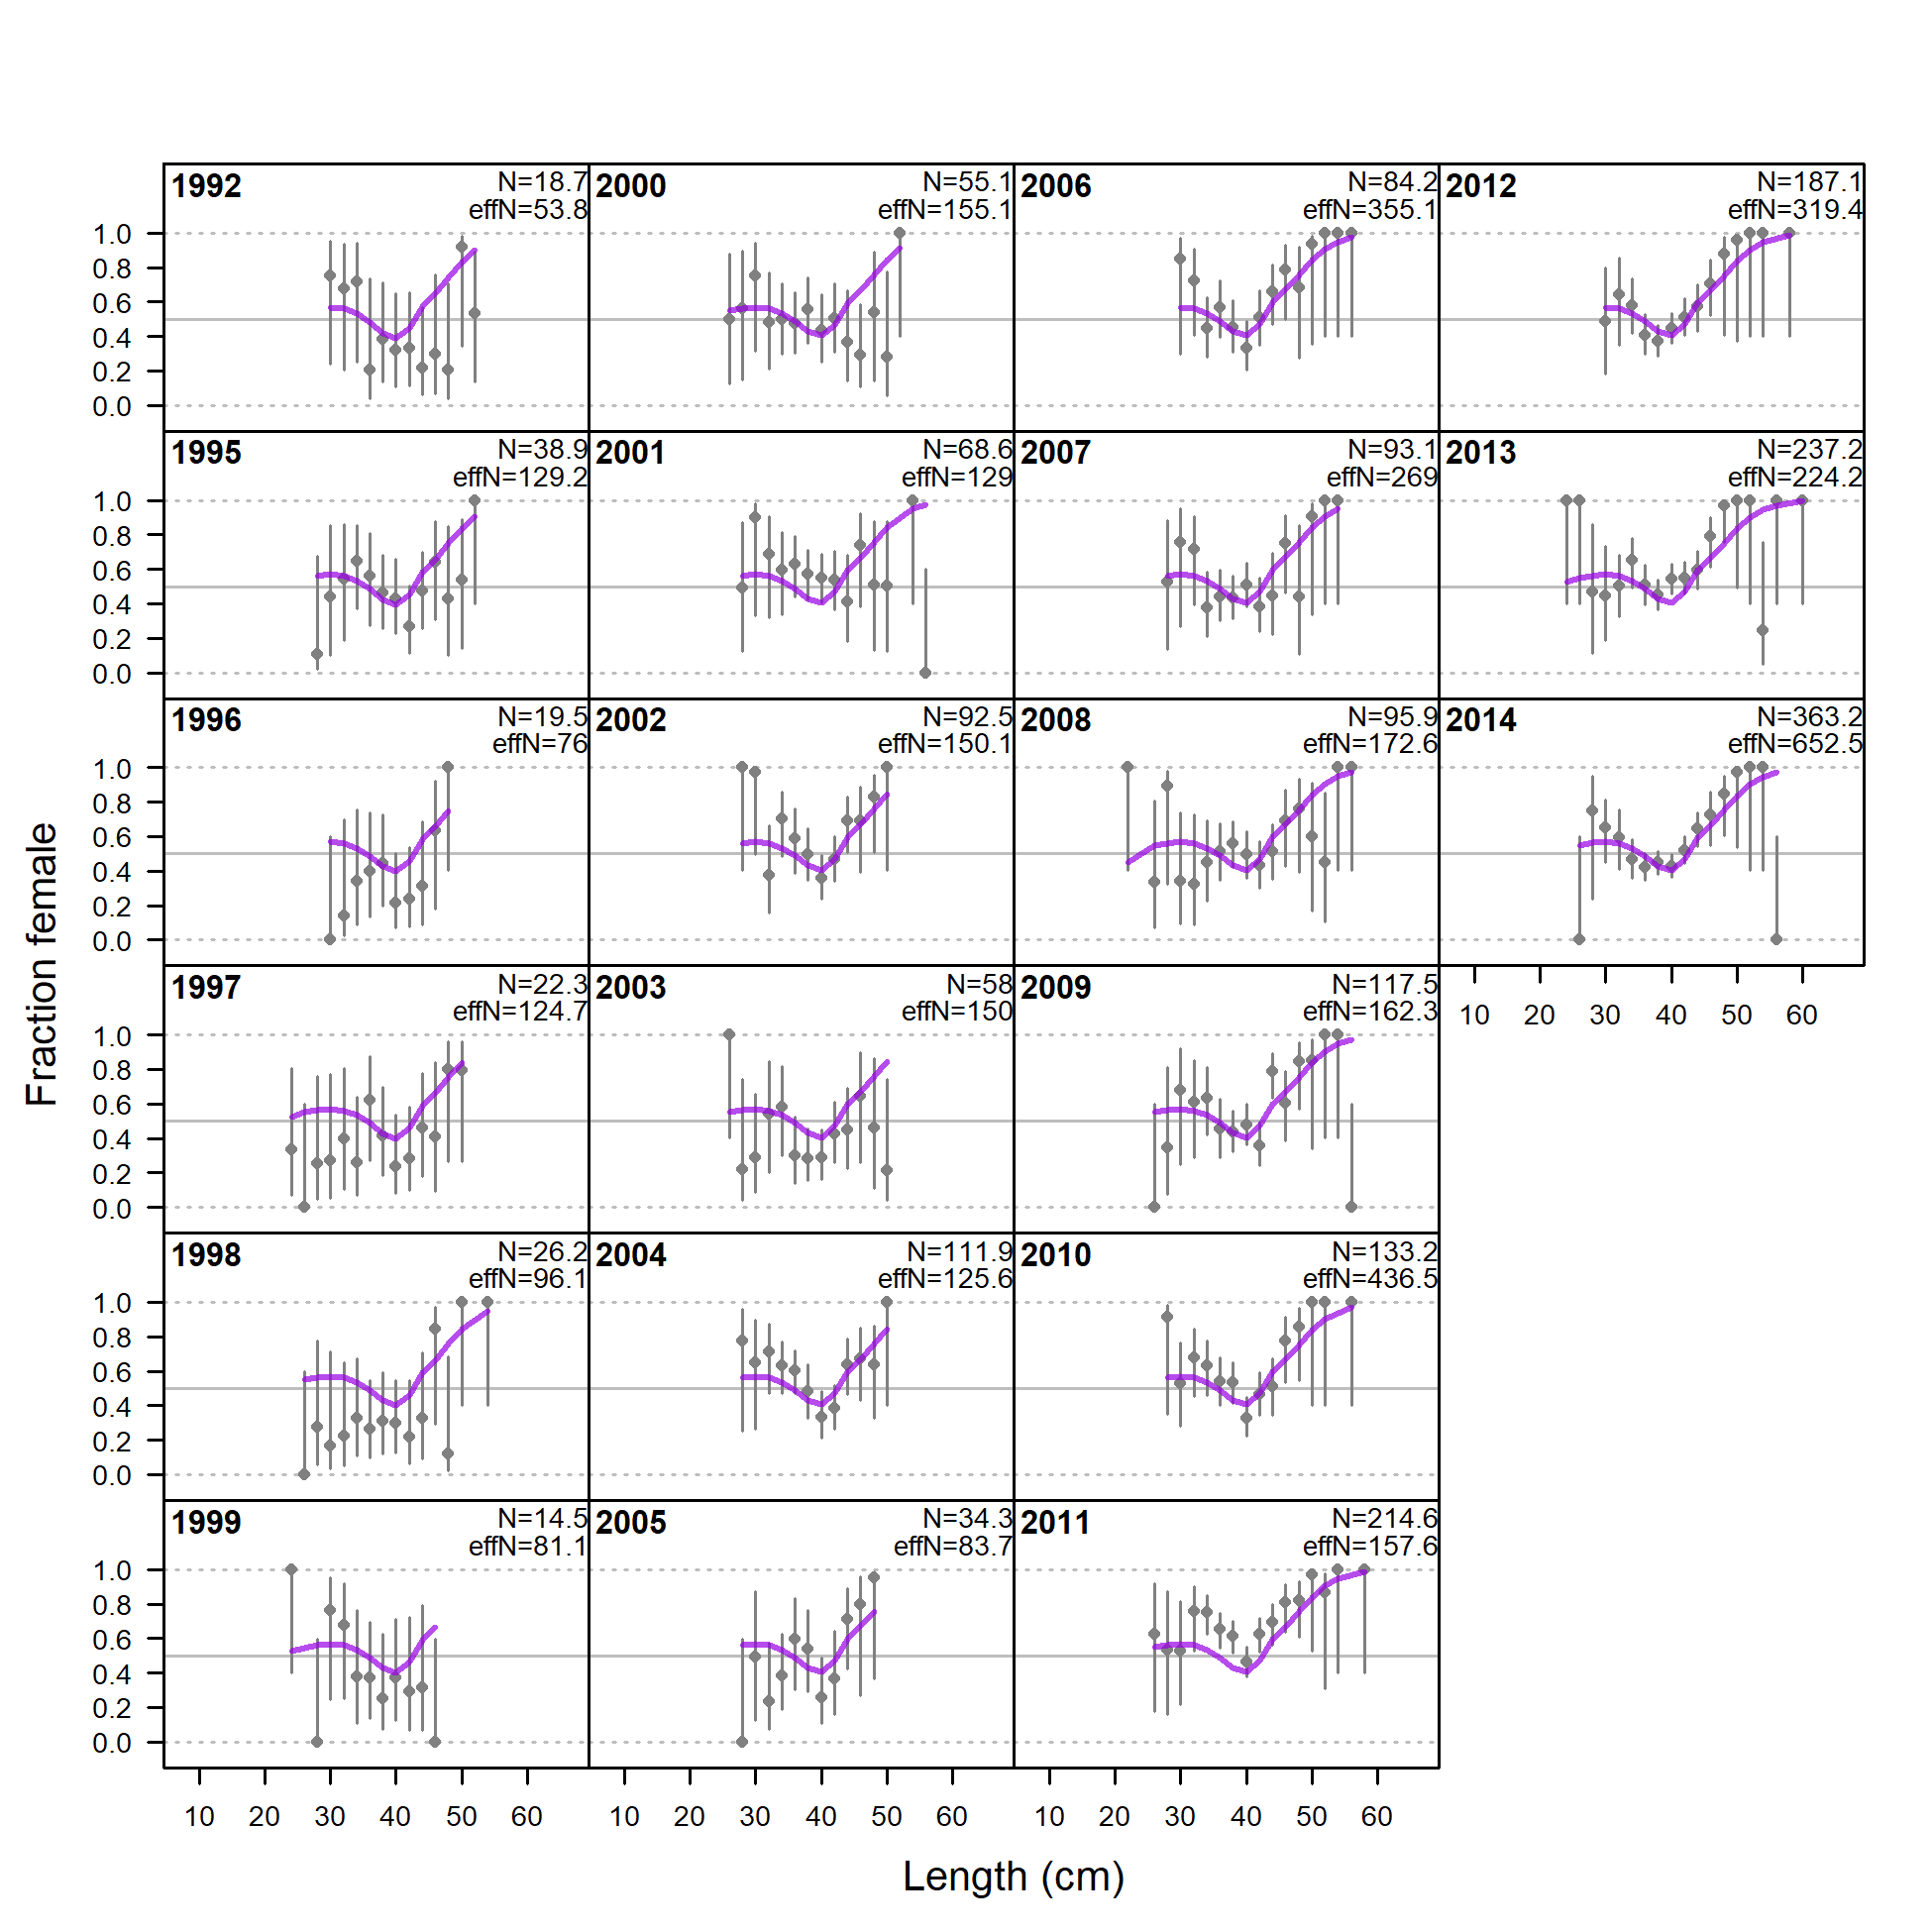 1992 N=18.7 2000 N=55.1 2006 N=84.2 2012 N=187.1
effN=53.8 effN=155.1 effN=355.1 effN=319.4
1.0
0.8
0.6
0.4
0.2
0.0
1995 N=38.9 2001 N=68.6 2007 N=93.1 2013 N=237.2
effN=129.2 effN=129 effN=269 effN=224.2
1.0
0.8
0.6
0.4
0.2
0.0
1996 N=19.5 2002 N=92.5 2008 N=95.9 2014 N=363.2
effN=76 effN=150.1 effN=172.6 effN=652.5
1.0
0.8
0.6
0.4
0.2
0.0
1997 N=22.3 2003 N=58 2009 N=117.5
effN=124.7 effN=150 effN=162.3
10 20 30 40 50 60
1.0
0.8
0.6
0.4
0.2
0.0
1998 N=26.2 2004 N=111.9 2010 N=133.2
effN=96.1 effN=125.6 effN=436.5
1.0
0.8
0.6
0.4
0.2
0.0
1999 N=14.5 2005 N=34.3 2011 N=214.6
effN=81.1 effN=83.7 effN=157.6
1.0
0.8
0.6
0.4
0.2
0.0
10 20 30 40 50 60 10 20 30 40 50 60 10 20 30 40 50 60
Length (cm)
Fraction female